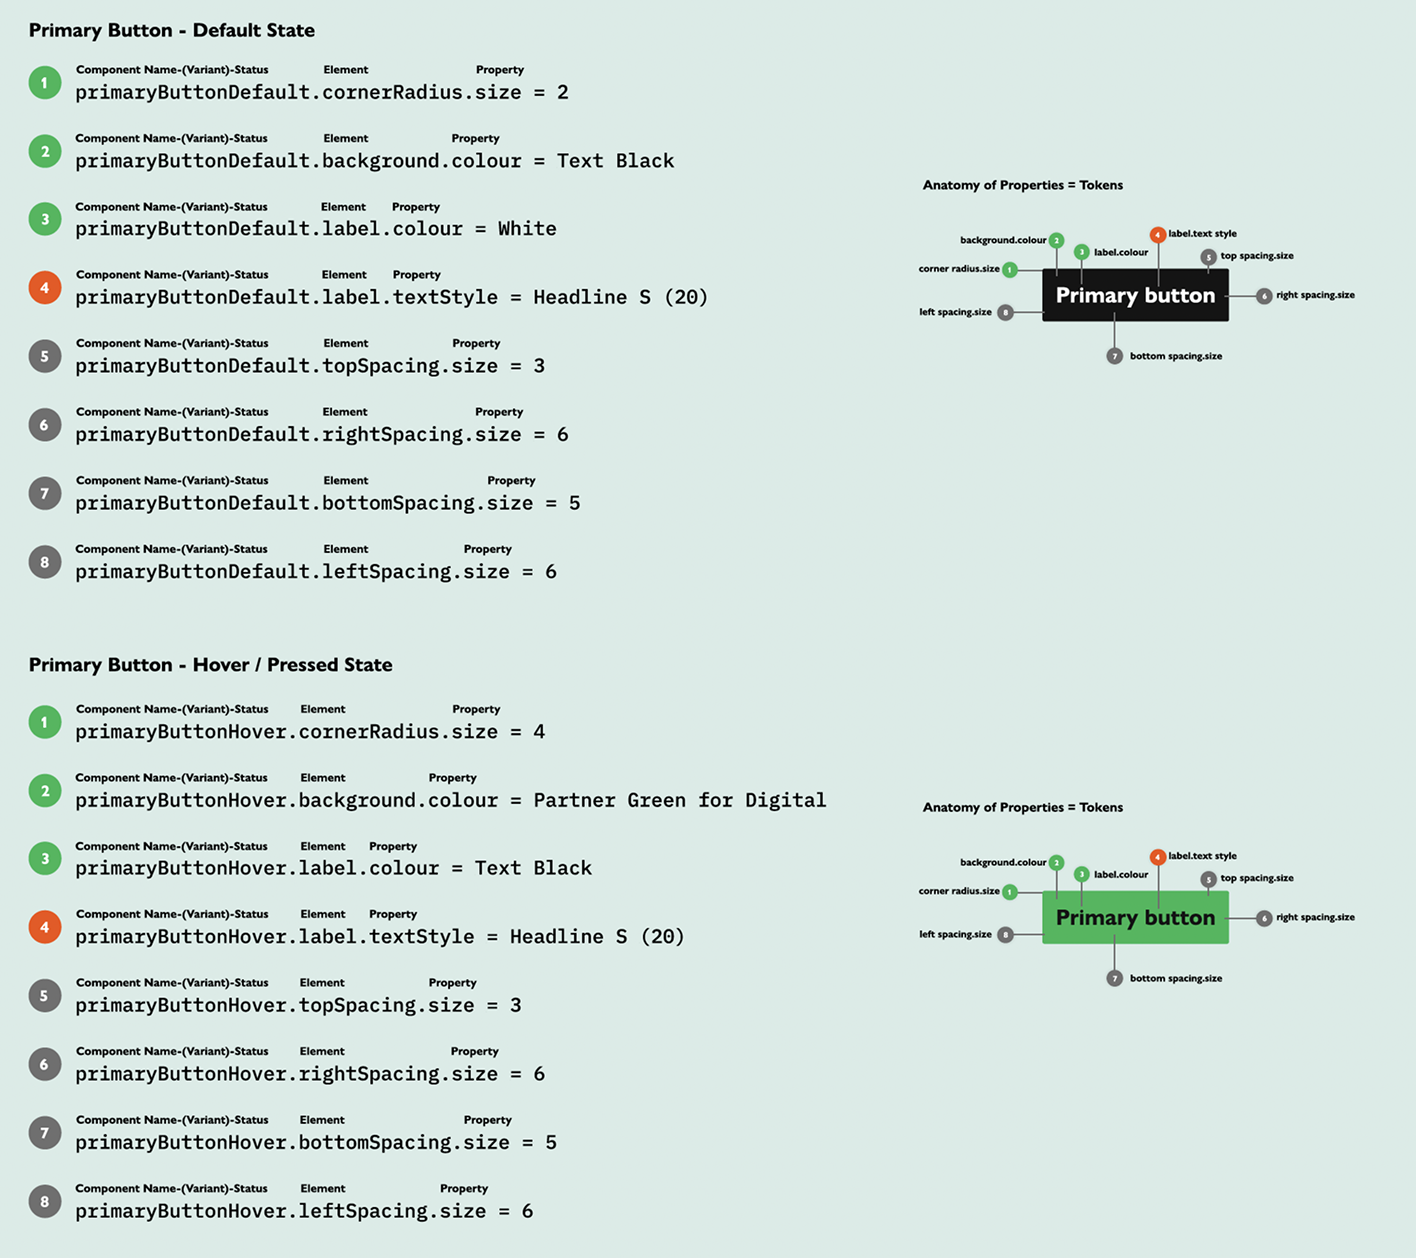 Primary Button - Default State
1
Component Name-(Variant)-Status Element Property
primaryButtonDefault.cornerRadius.size = 2
2
Component Name-(Variant)-Status Element Property
primaryButtonDefault.background.colour = Text Black
3
Component Name-(Variant)-Status Element Property
primaryButtonDefault.label.colour = White
4
Component Name-(Variant)-Status Element Property
primaryButtonDefault.label.textStyle = Headline S (20)
5
Component Name-(Variant)-Status Element Property
primaryButtonDefault.topSpacing.size = 3
6
Component Name-(Variant)-Status Element Property
primaryButtonDefault.rightSpacing.size = 6
7
Component Name-(Variant)-Status Element Property
primaryButtonDefault.bottomSpacing.size = 5
8
Component Name-(Variant)-Status Element Property
primaryButtonDefault.leftSpacing.size = 6
Anatomy of Properties = Tokens
4 label.text style
background.colour 2
3 label.colour
5 top spacing.size
corner radius.size 1
Primary button
6 right spacing.size
left spacing.size 8
7 bottom spacing.size
Primary Button - Hover / Pressed State
1
Component Name-(Variant)-Status Element Property
primaryButtonHover.cornerRadius.size = 4
2
Component Name-(Variant)-Status Element Property
primaryButtonHover.background.colour = Partner Green for Digital
3
Component Name-(Variant)-Status Element Property
primaryButtonHover.label.colour = Text Black
4
Component Name-(Variant)-Status Element Property
primaryButtonHover.label.textStyle = Headline S (20)
5
Component Name-(Variant)-Status Element Property
primaryButtonHover.topSpacing.size = 3
6
Component Name-(Variant)-Status Element Property
primaryButtonHover.rightSpacing.size = 6
7
Component Name-(Variant)-Status Element Property
primaryButtonHover.bottomSpacing.size = 5
8
Component Name-(Variant)-Status Element Property
primaryButtonHover.leftSpacing.size = 6
Anatomy of Properties = Tokens
4 label.text style
background.colour 2
3 label.colour
5 top spacing.size
corner radius.size 1
Primary button
6 right spacing.size
left spacing.size 8
7 bottom spacing.size